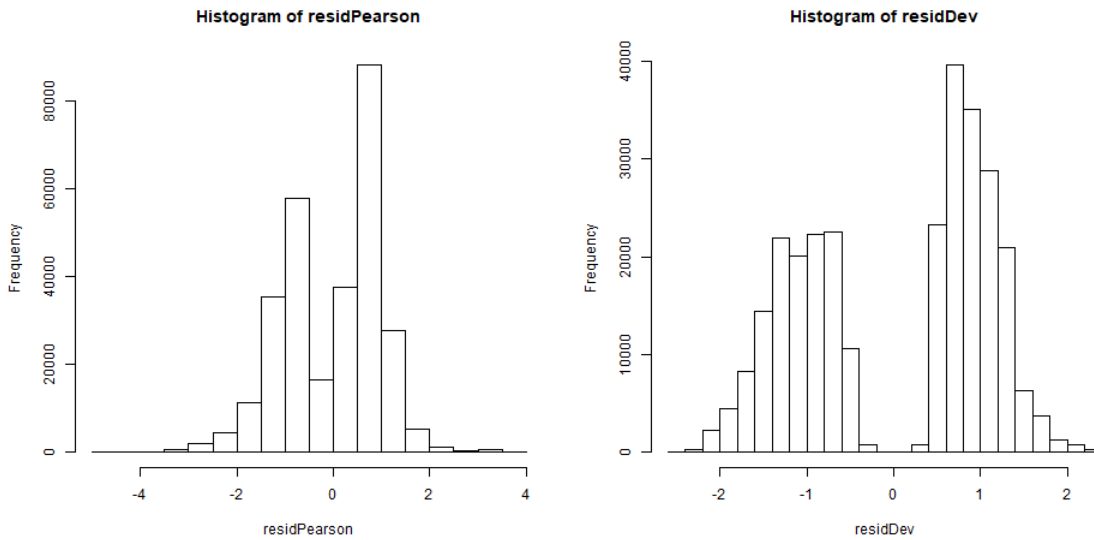 Histogram of residPearson
Frequency
0 20000 40000 60000 80000
-4 -2 0 2 4
residPearson
Histogram of residDev
Frequency
0 10000 20000 30000 40000
-2 -1 0 1 2
residDev